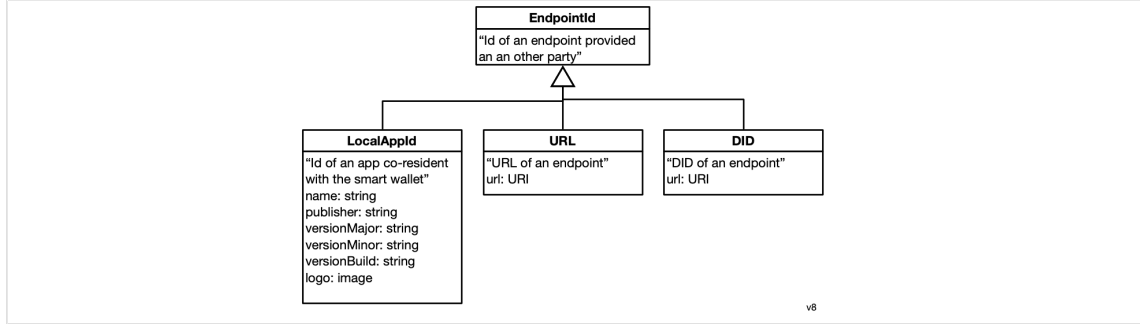 EndpointId
“Id of an endpoint provided
an an other party”
LocalAppId
“Id of an app co-resident
with the smart wallet”
name: string
publisher: string
versionMajor: string
versionMinor: string
versionBuild: string
logo: image
URL
“URL of an endpoint”
url: URI
DID
“DID of an endpoint”
url: URI
v8